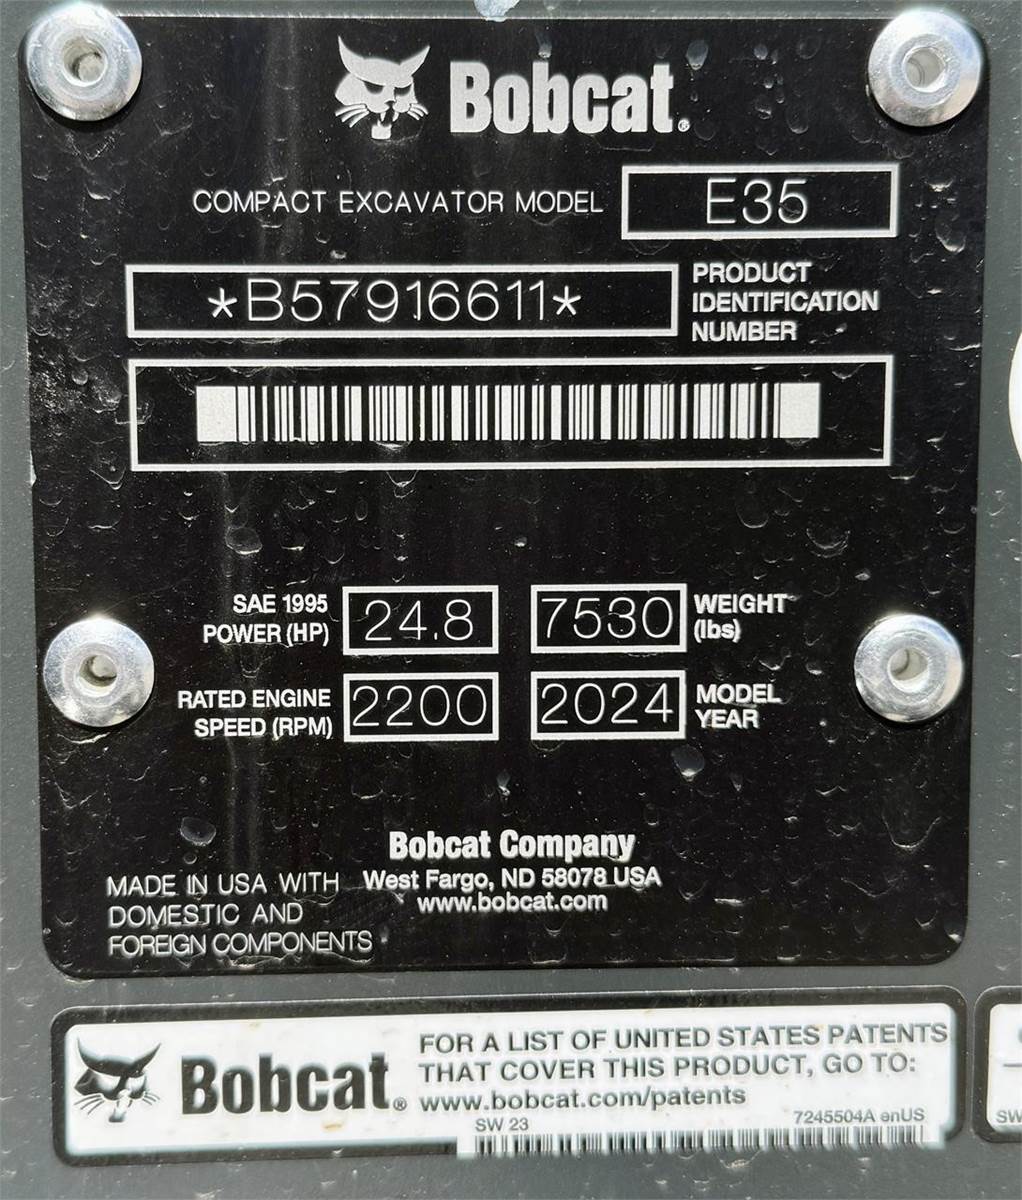 Bobcat®
COMPACT EXCAVATOR MODEL E35
*B57916611*
PRODUCT
IDENTIFICATION
NUMBER
SAE 1995
POWER (HP) 24.8
7530 WEIGHT
(lbs)
RATED ENGINE
SPEED (RPM) 2200
2024 MODEL
YEAR
Bobcat Company
West Fargo, ND 58078 USA
www.bobcat.com
MADE IN USA WITH
DOMESTIC AND
FOREIGN COMPONENTS
Bobcat®
FOR A LIST OF UNITED STATES PATENTS
THAT COVER THIS PRODUCT, GO TO:
www.bobcat.com/patents
SW 23
7245504A enUS
SW